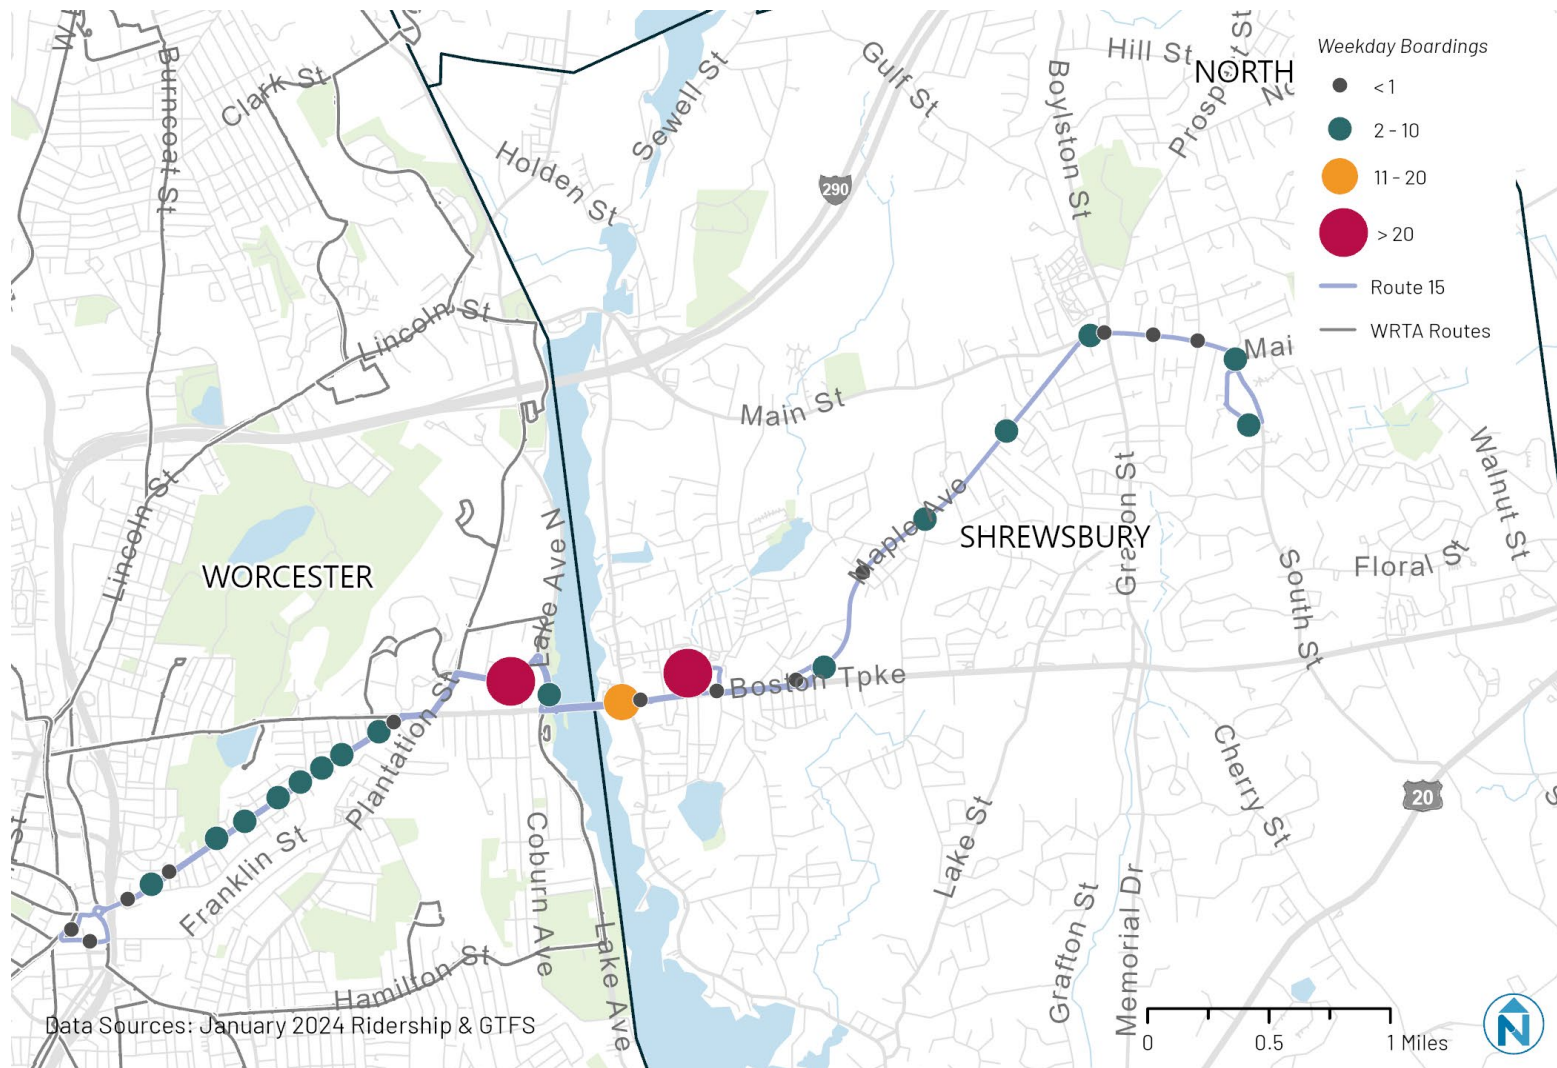 Weekday Boardings
< 1
2 - 10
11 - 20
> 20
Route 15
WRTA Routes
Hill St
NORTH
Prospect St
No
Boylston St
Gulf St
Sewell St
Holden St
Clark St
Burncoat St
W
290
Lincoln St
Main St
Mai
Walnut St
Lincoln St
N Lake Ave
Maple Ave
SHREWSBURY
Grafton St
Floral St
South St
WORCESTER
Boston Tpke
Plantation St
Cherry St
20
S
st
Franklin St
Coburn Ave
Lake St
Lake Ave
Hamilton St
Grafton St
Memorial Dr
Data Sources: January 2024 Ridership & GTFS
0 0.5 1 Miles
N